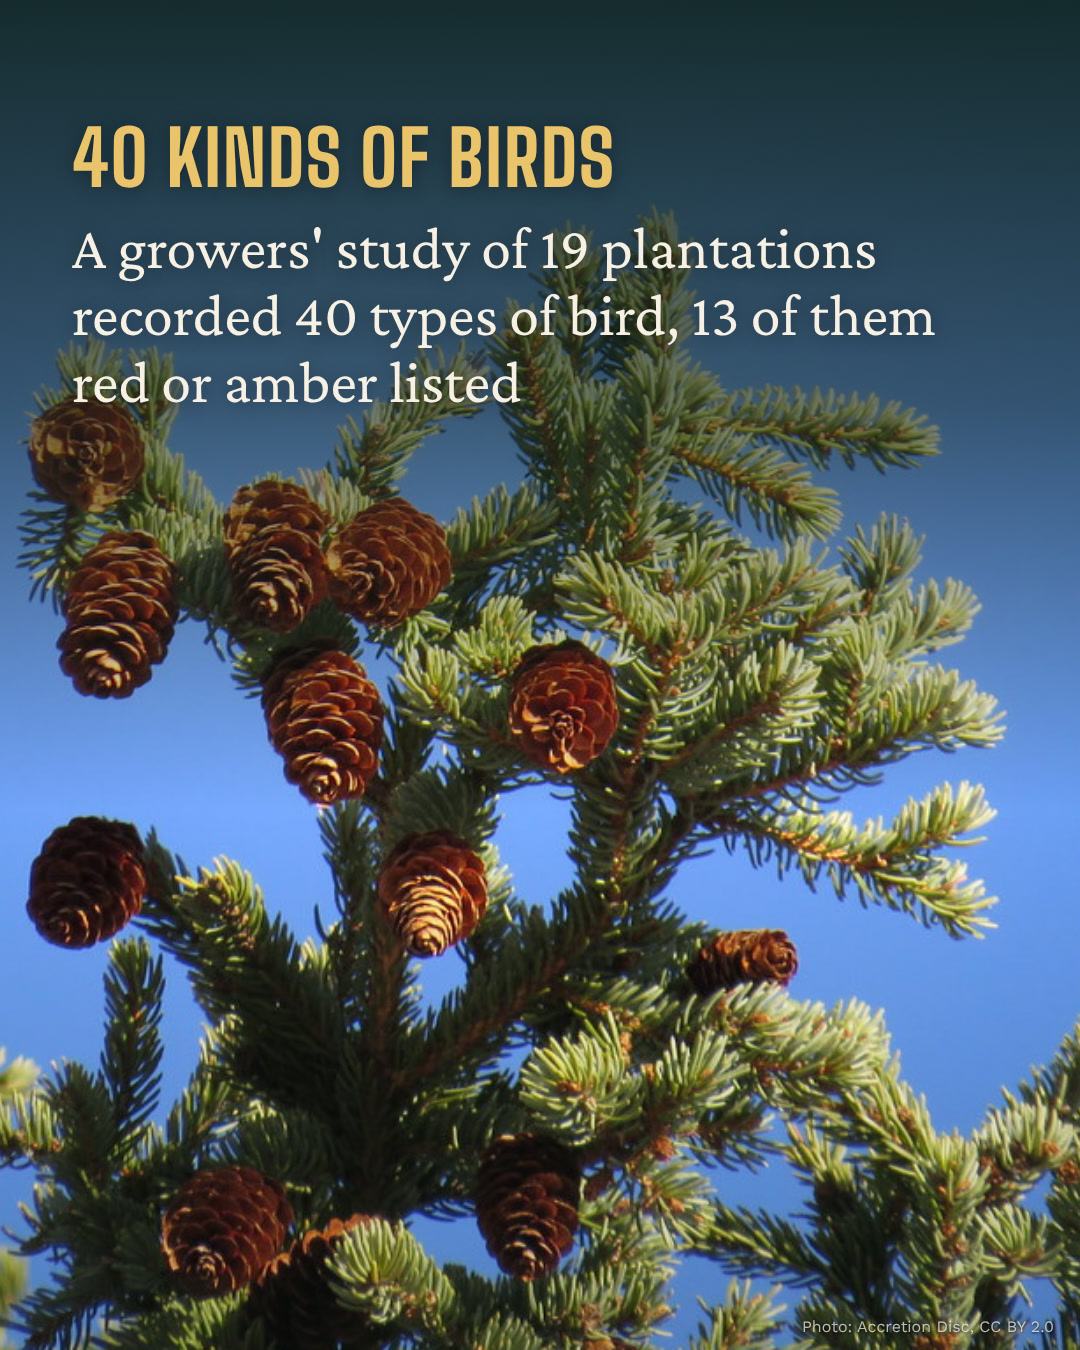 40 KINDS OF BIRDS
A growers' study of 19 plantations
recorded 40 types of bird, 13 of them
red or amber listed
Photo: Accretion Disc, CC BY 2.0